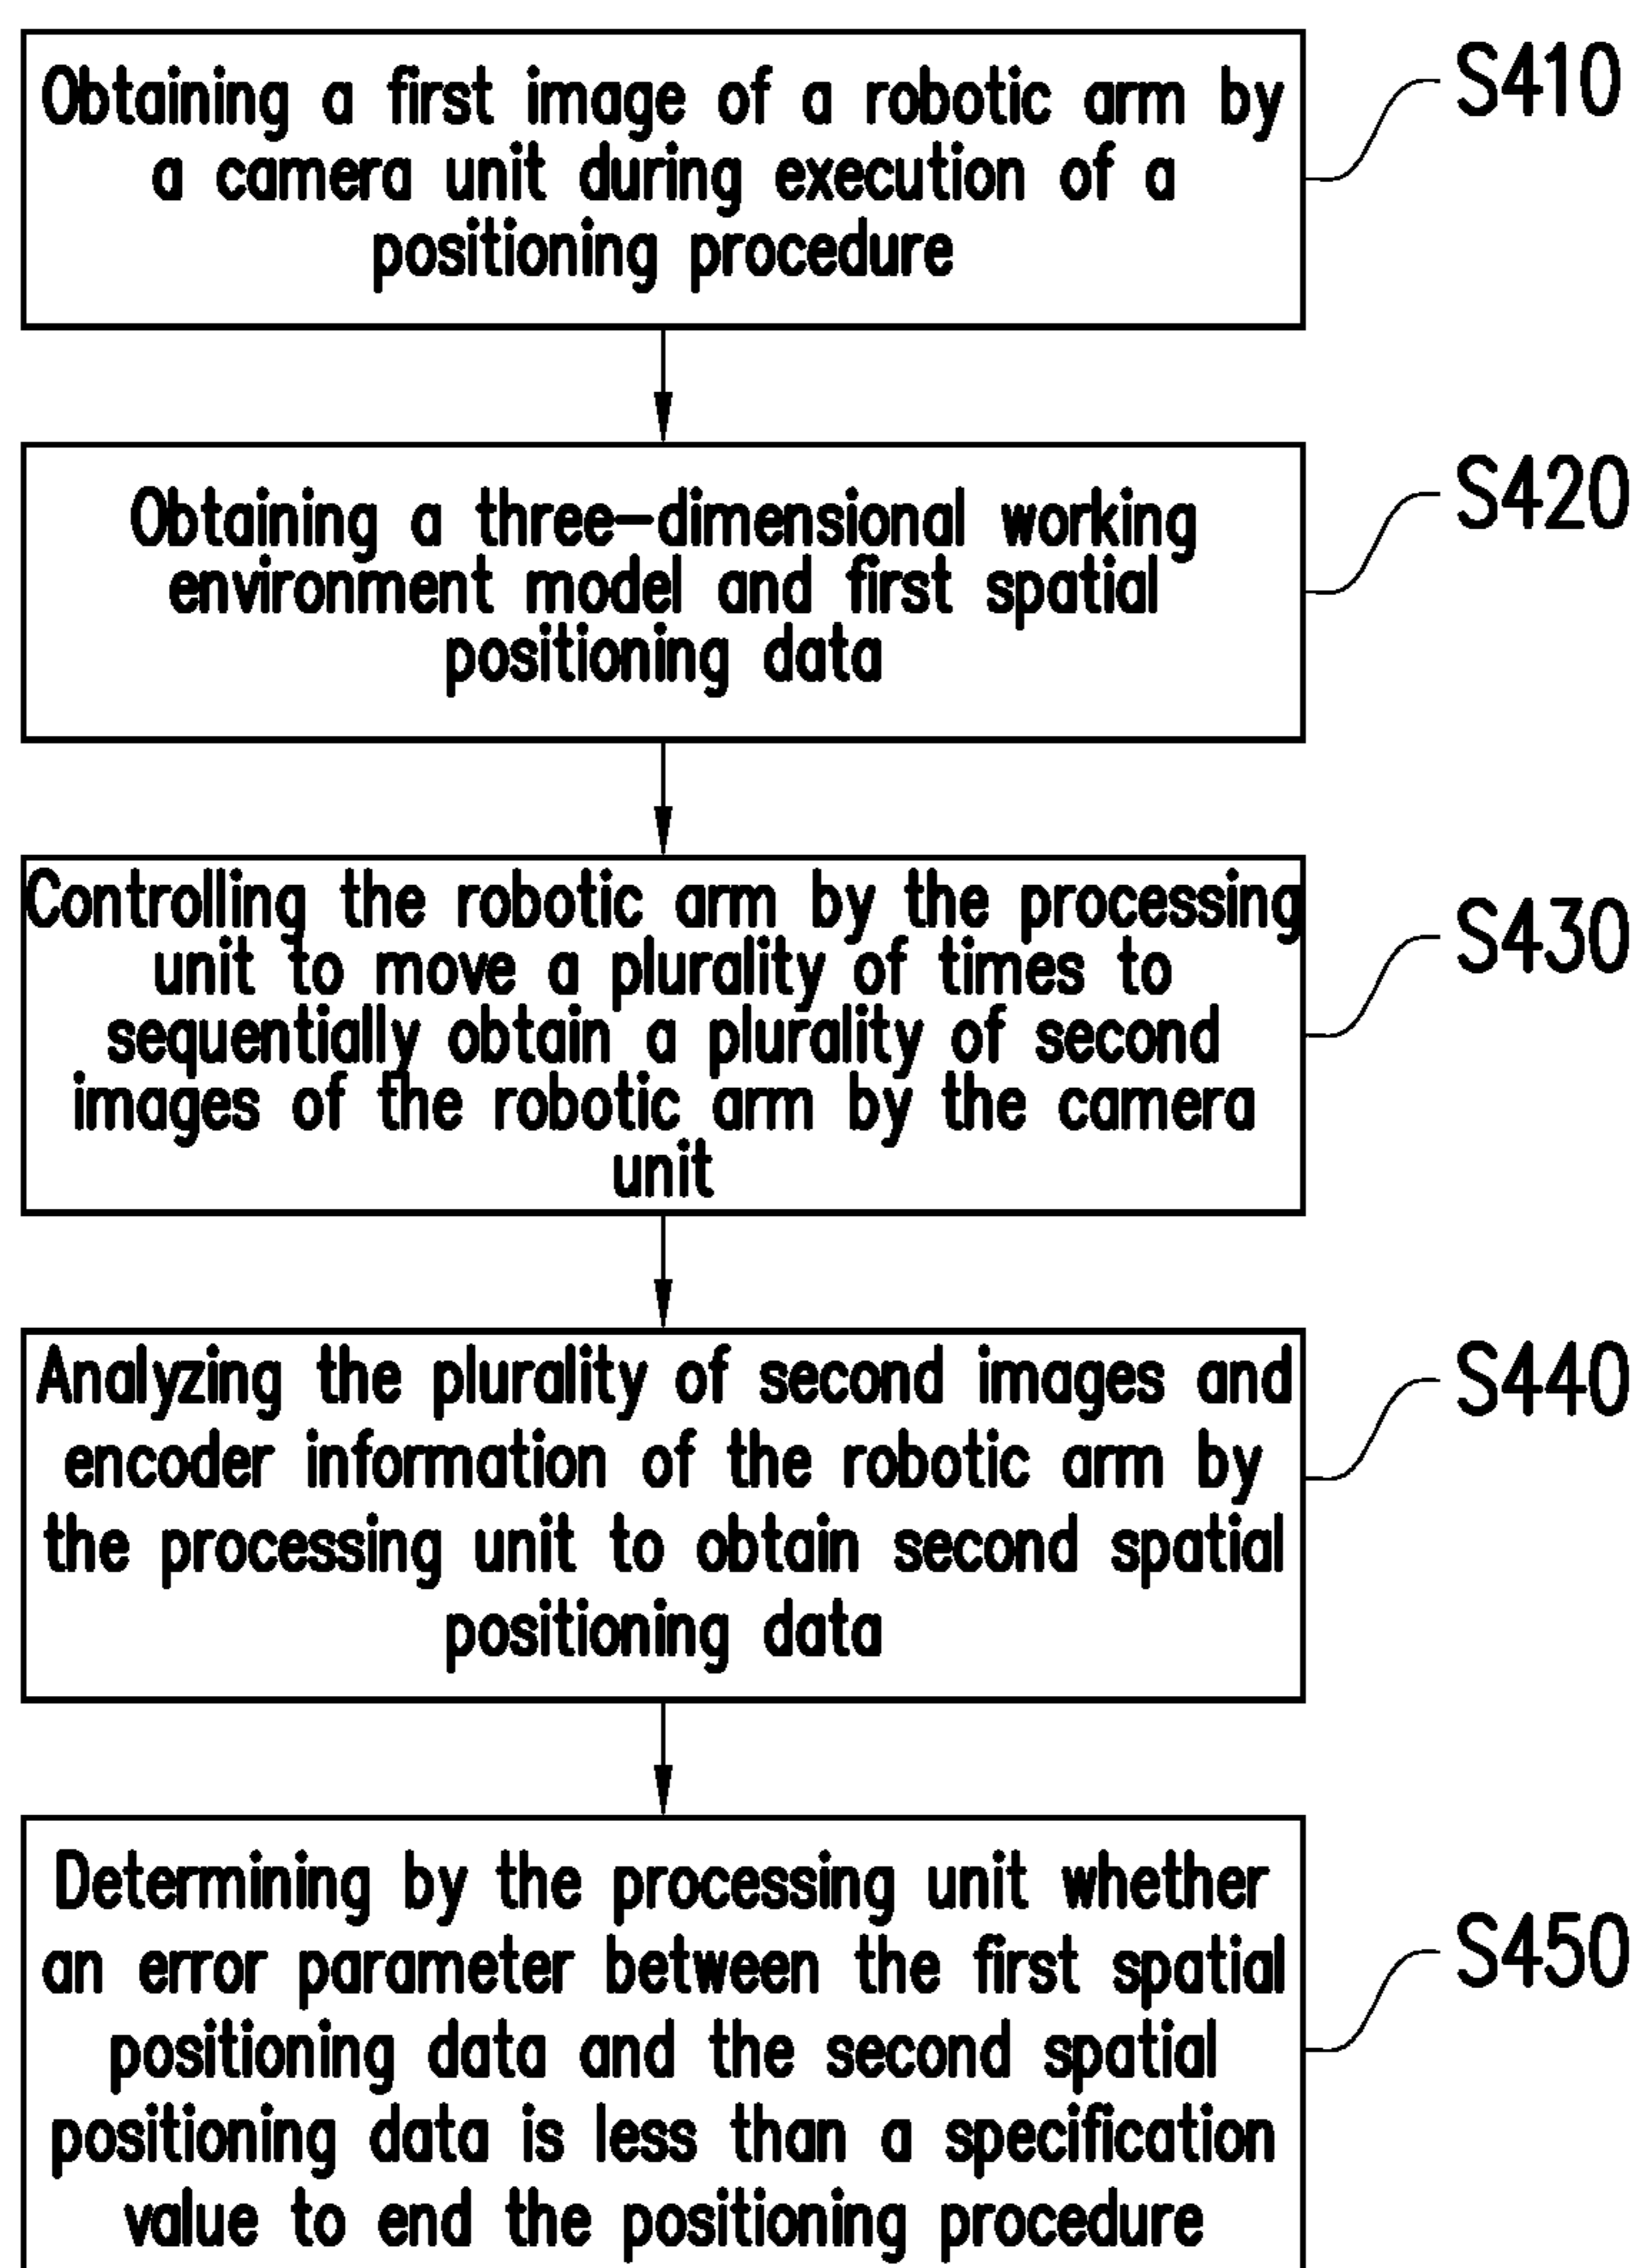 Obtaining a first image of a robotic arm by
a camera unit during execution of a
positioning procedure
S410
Obtaining a three-dimensional working
environment model and first spatial
positioning data
S420
Controlling the robotic arm by the processing
unit to move a plurality of times to
sequentially obtain a plurality of second
images of the robotic arm by the camera
unit
S430
Analyzing the plurality of second images and
encoder information of the robotic arm by
the processing unit to obtain second spatial
positioning data
S440
Determining by the processing unit whether
an error parameter between the first spatial
positioning data and the second spatial
positioning data is less than a specification
value to end the positioning procedure
S450